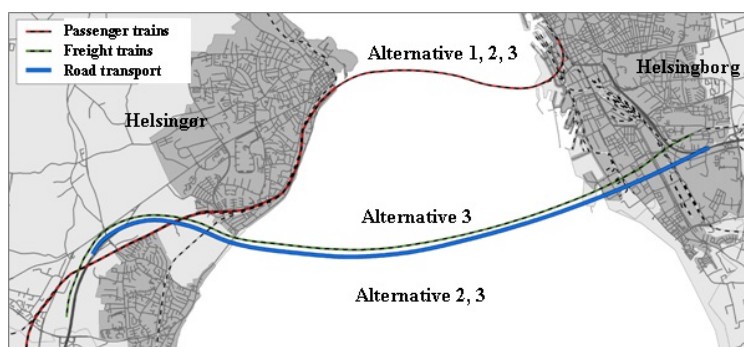 Passenger trains
Freight trains
Road transport
Alternative 1, 2, 3
Helsingborg
Helsingør
Alternative 3
Alternative 2, 3